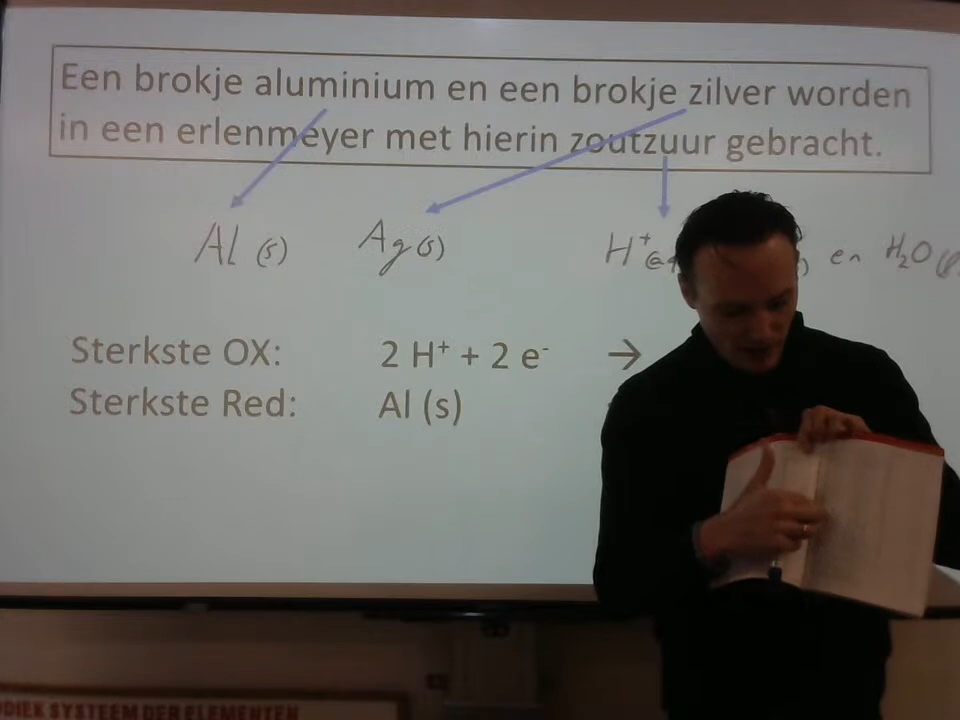 Een brokje aluminium en een brokje zilver worden
in een erlenmeyer met hierin zoutzuur gebracht.
Al (s) Ag (s) H⁺ en H₂O
Sterkste OX: 2 H⁺ + 2 e⁻ →
Sterkste Red: Al (s)
DIEK SYSTEEM DER ELEMENTEN